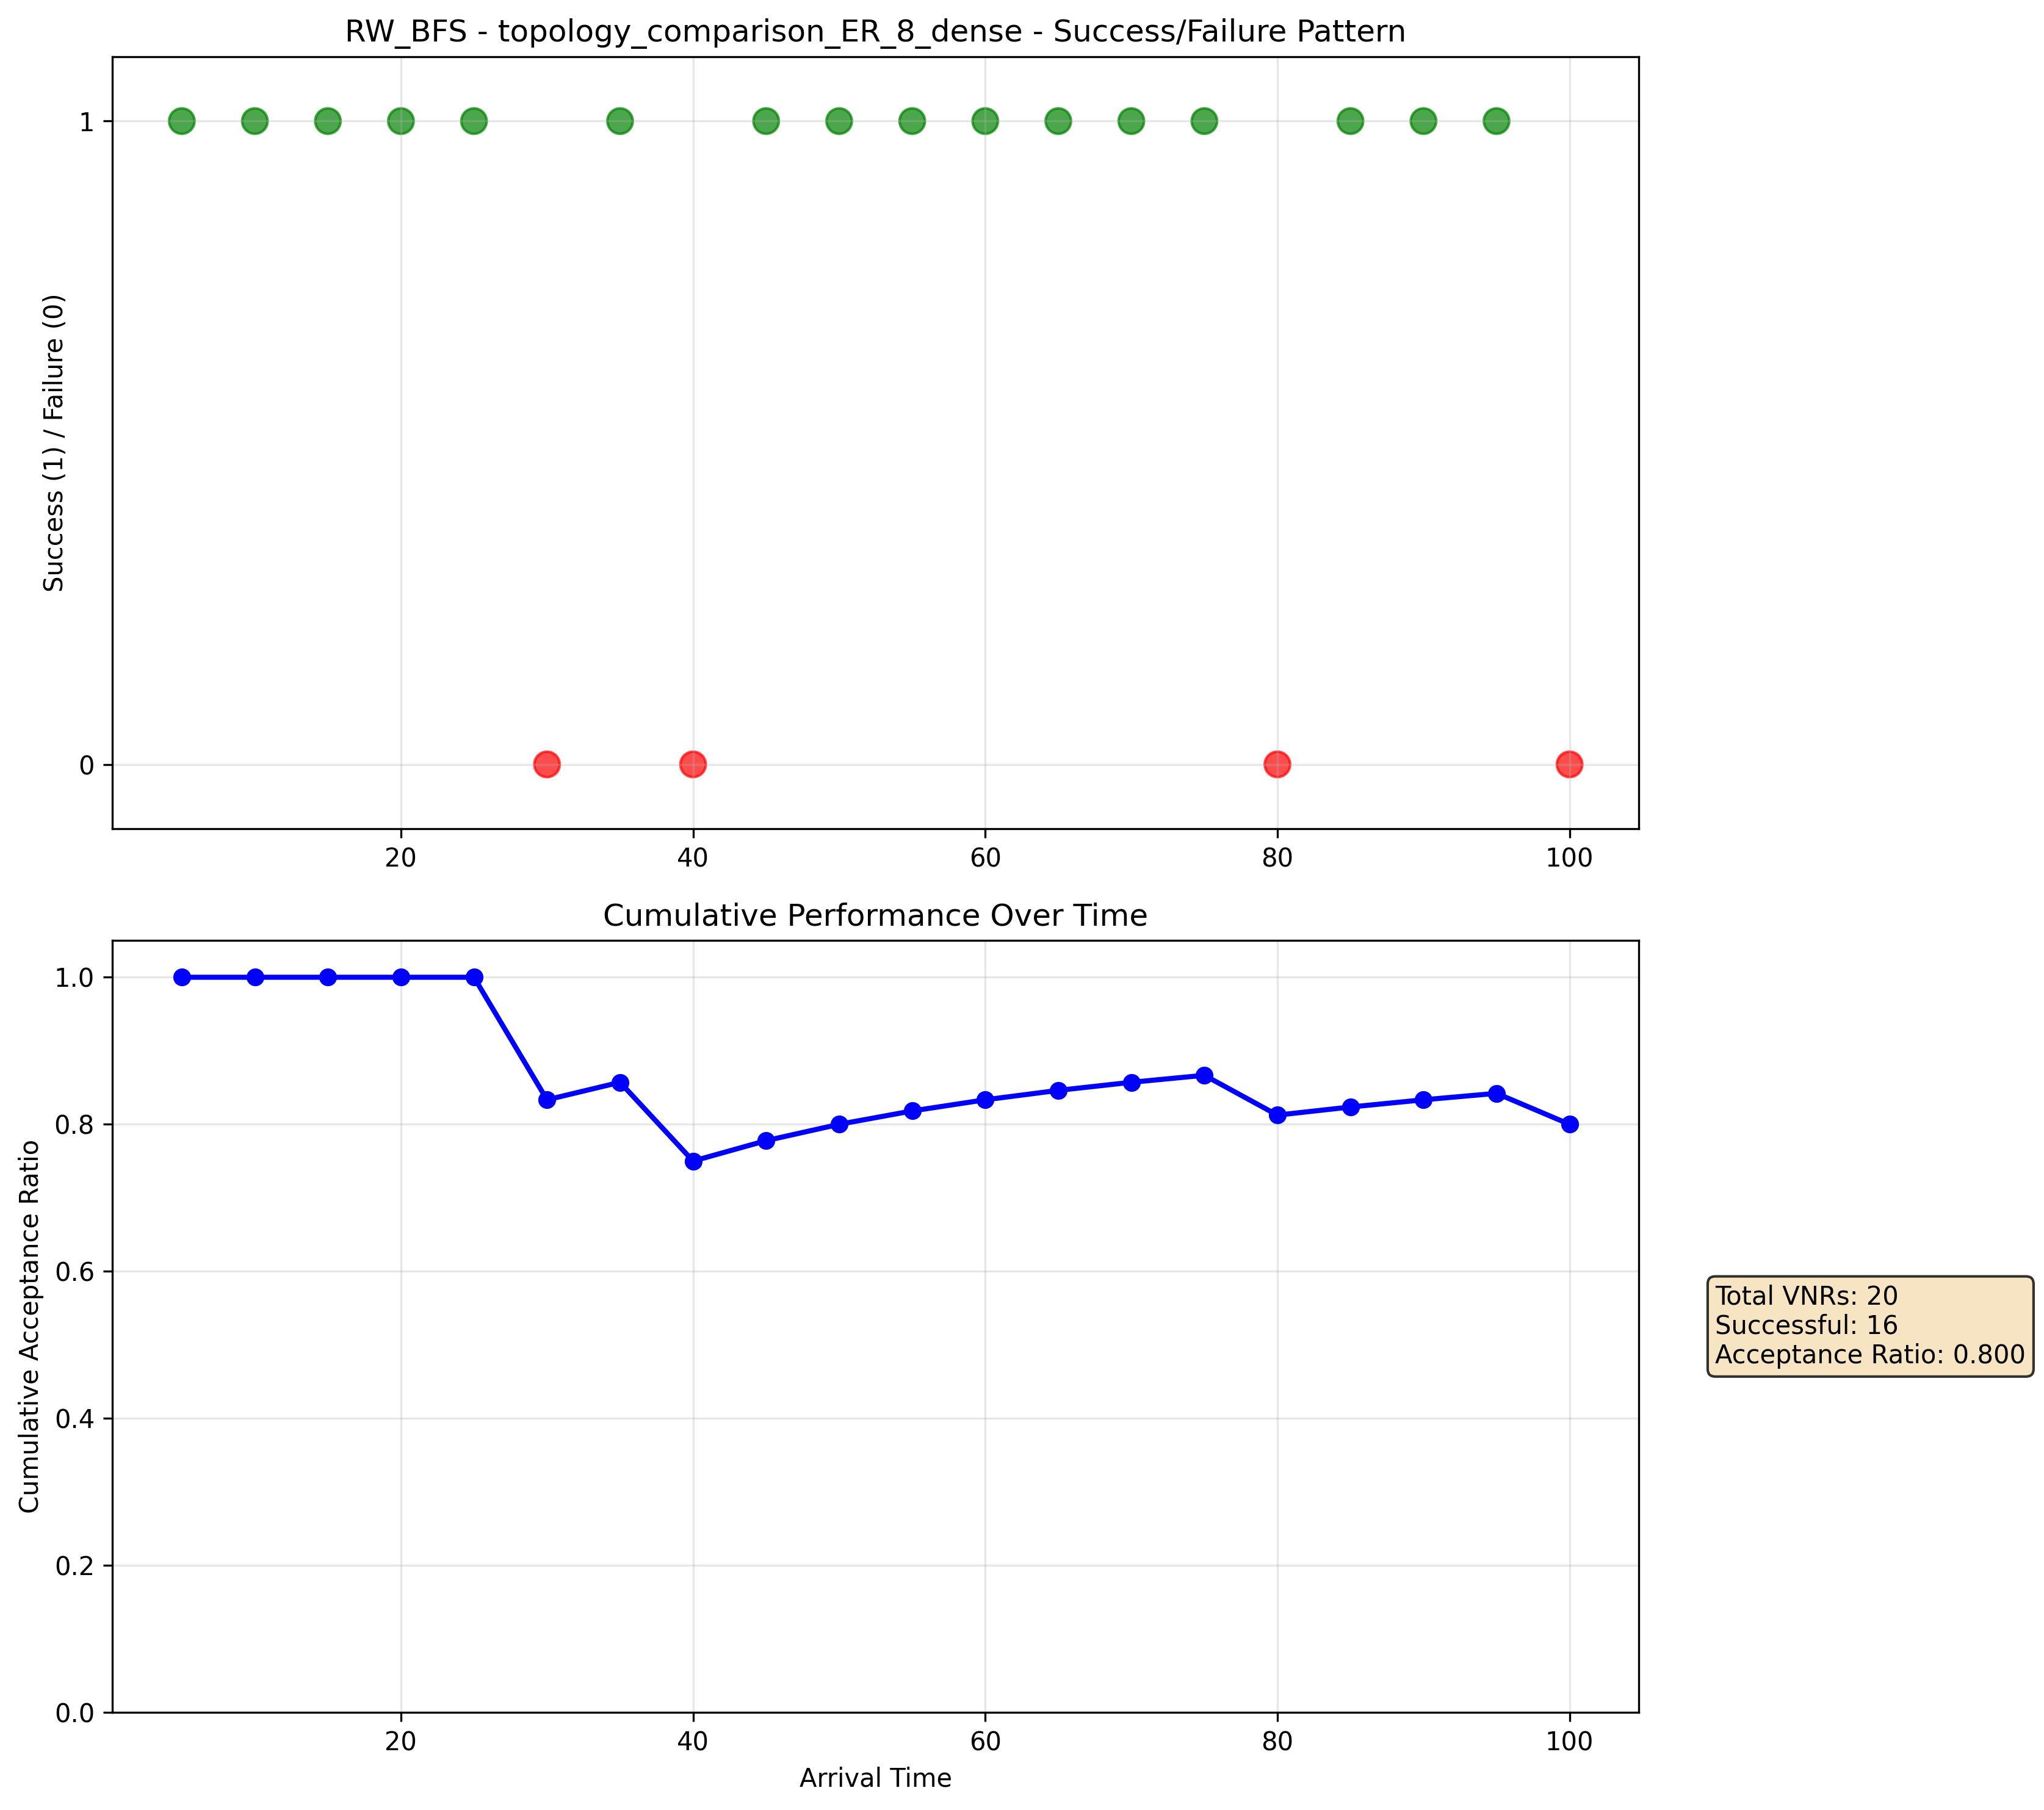 RW_BFS - topology_comparison_ER_8_dense - Success/Failure Pattern
Success (1) / Failure (0)
1
0
20
40
60
80
100
Cumulative Performance Over Time
Cumulative Acceptance Ratio
1.0
0.8
0.6
0.4
0.2
0.0
20
40
60
80
100
Arrival Time
Total VNRs: 20
Successful: 16
Acceptance Ratio: 0.800